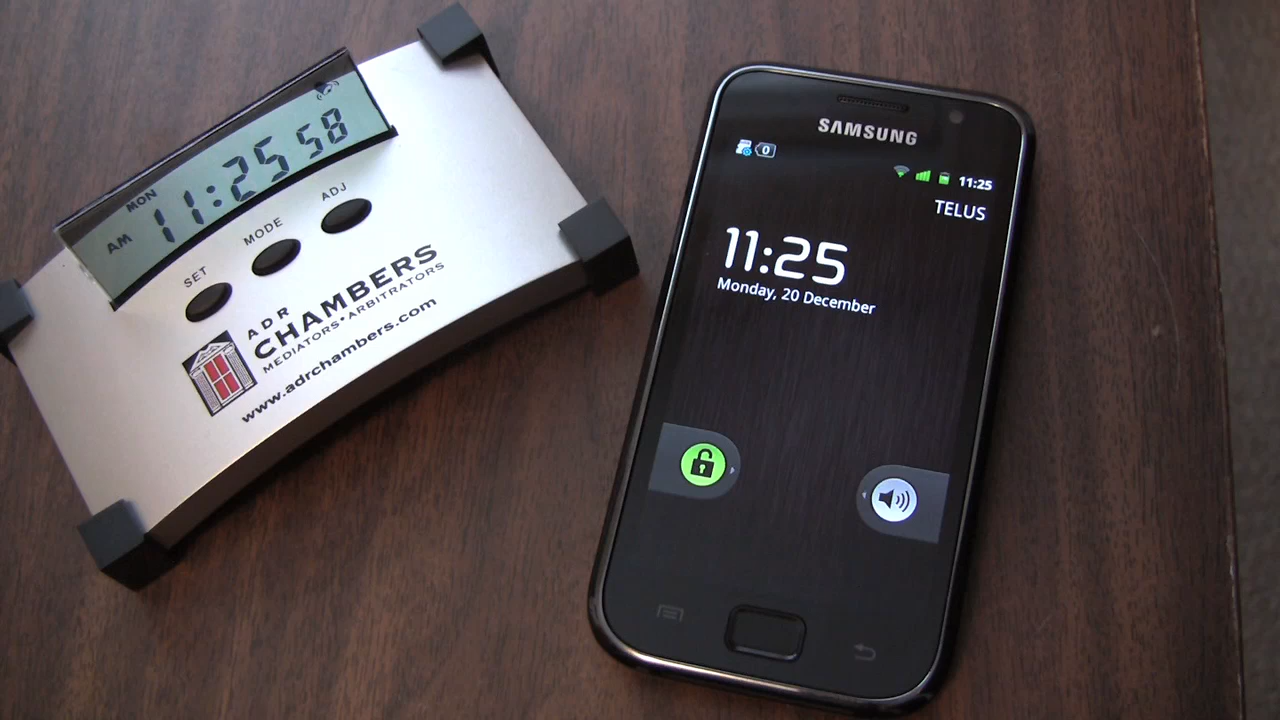 MON
AM 11:25 58
SET
MODE
ADJ
ADR
CHAMBERS
MEDIATORS•ARBITRATORS
www.adrchambers.com
SAMSUNG
0
11:25
TELUS
11:25
Monday, 20 December